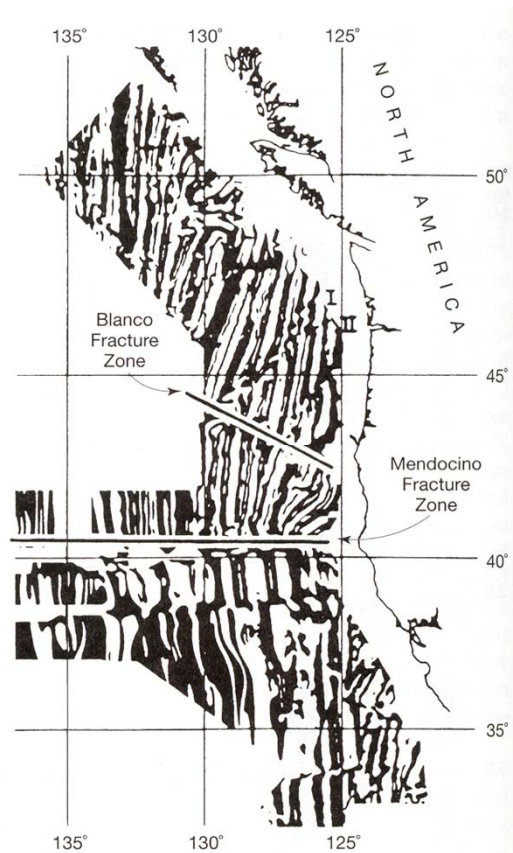 135° 130° 125°
NORTH AMERICA
50°
I
II
Blanco
Fracture
Zone
45°
Mendocino
Fracture
Zone
40°
35°
135° 130° 125°